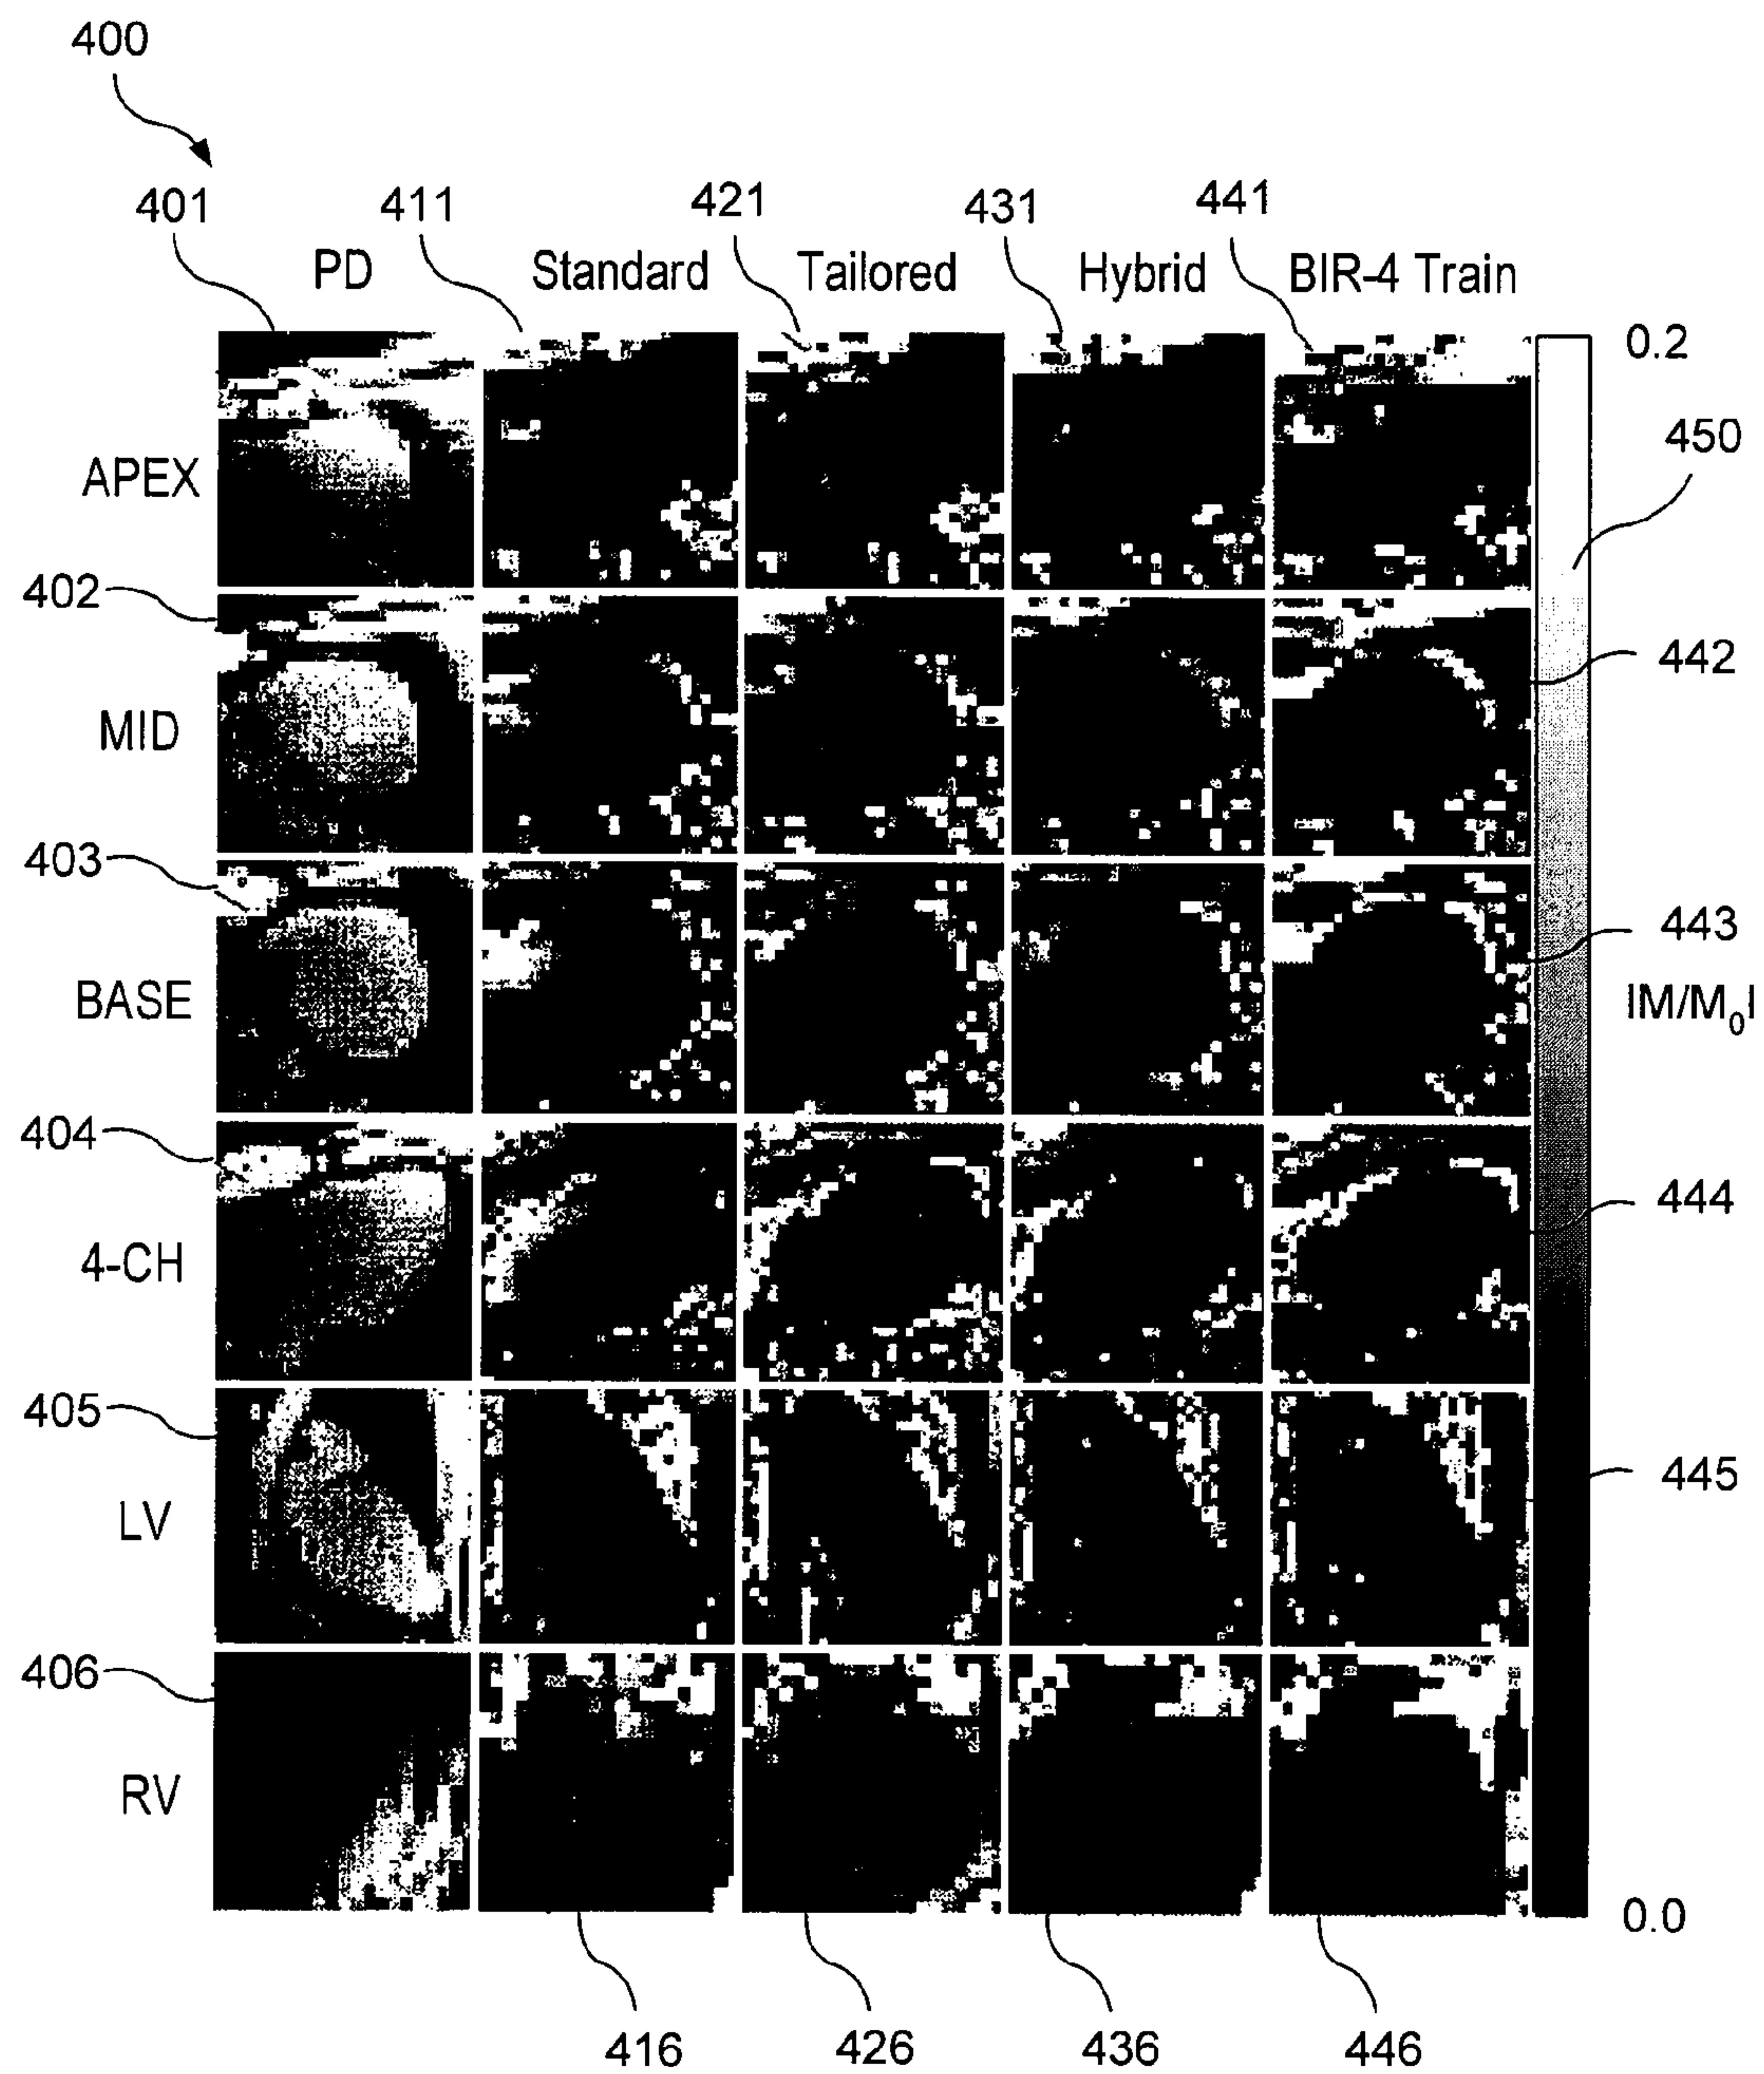 400
401 411 421 431 441
PD Standard Tailored Hybrid BIR-4 Train
0.2
450
APEX
402
442
MID
403
443
BASE
|M/M0|
404
444
4-CH
405
445
LV
406
RV
0.0
416 426 436 446